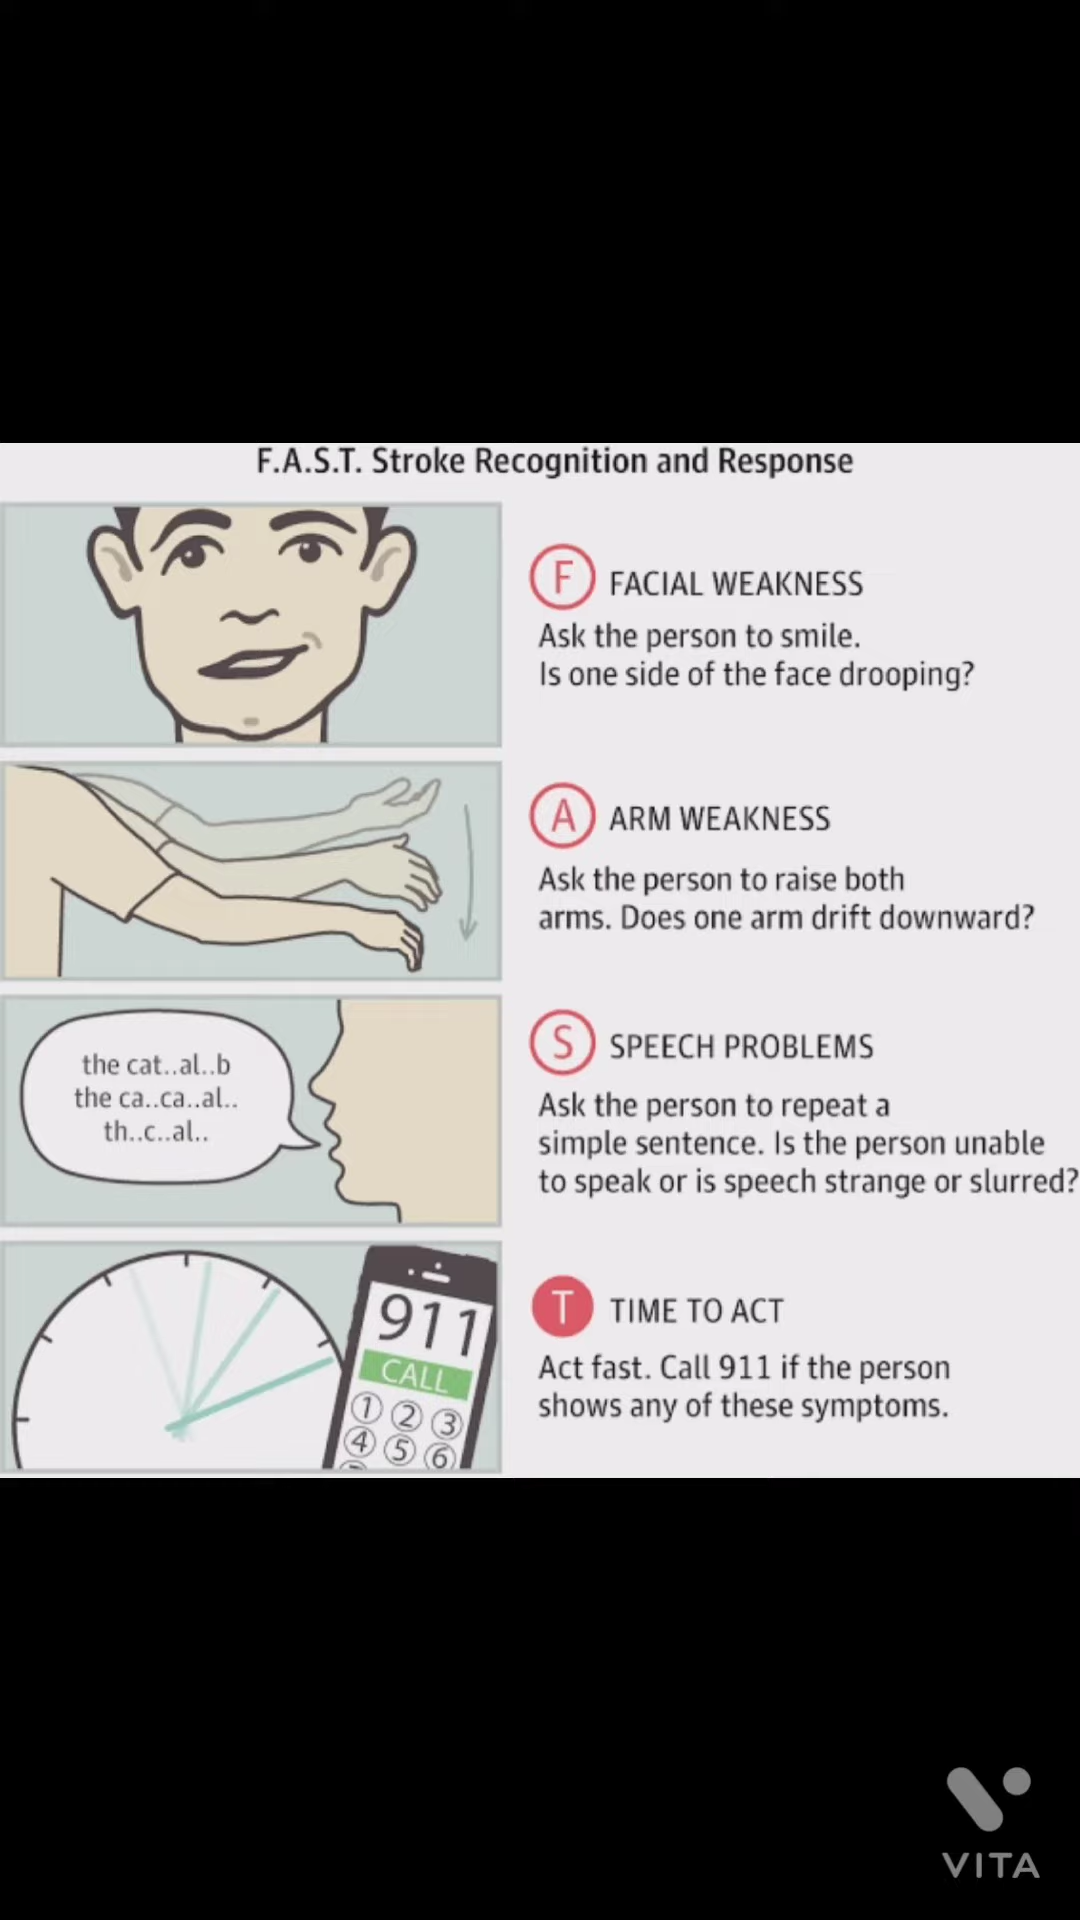 F.A.S.T. Stroke Recognition and Response
F FACIAL WEAKNESS
Ask the person to smile.
Is one side of the face drooping?
A ARM WEAKNESS
Ask the person to raise both
arms. Does one arm drift downward?
the cat..al..b
the ca..ca..al..
th..c..al..
S SPEECH PROBLEMS
Ask the person to repeat a
simple sentence. Is the person unable
to speak or is speech strange or slurred?
911
CALL
1 2 3
4 5 6
T TIME TO ACT
Act fast. Call 911 if the person
shows any of these symptoms.
VITA